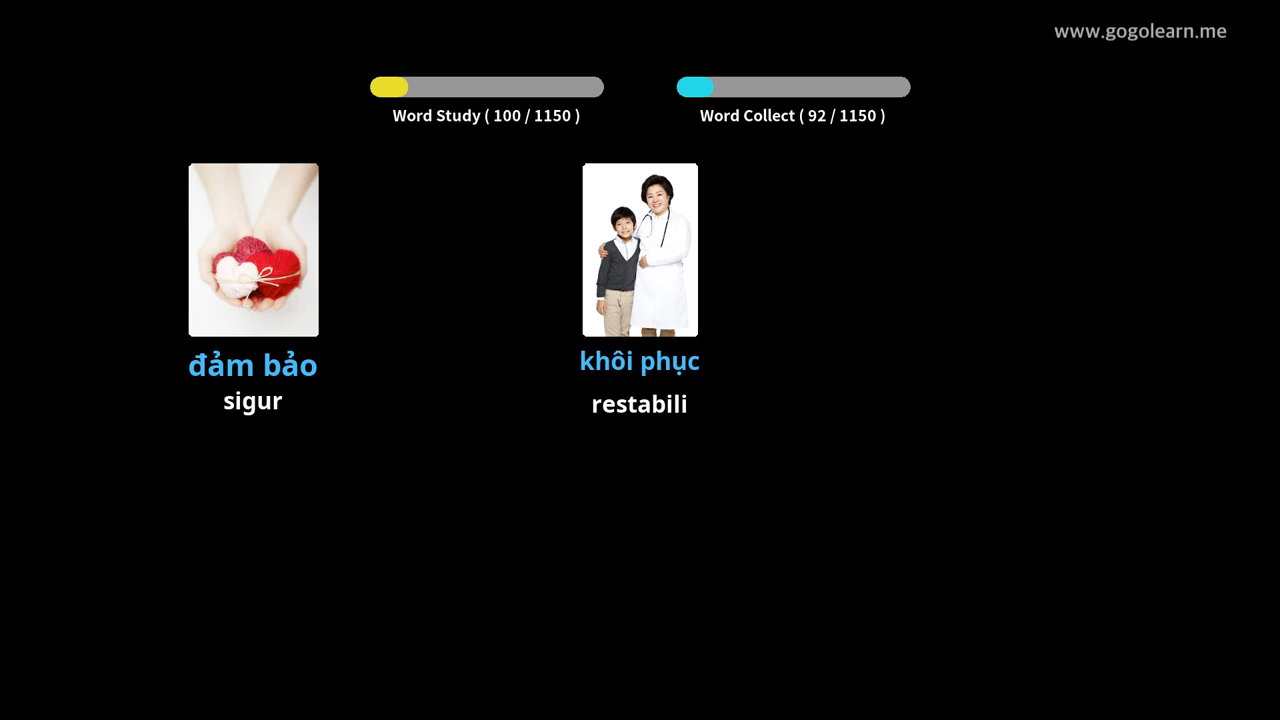 www.gogolearn.me
Word Study ( 100 / 1150 )
Word Collect ( 92 / 1150 )
đảm bảo
sigur
khôi phục
restabili